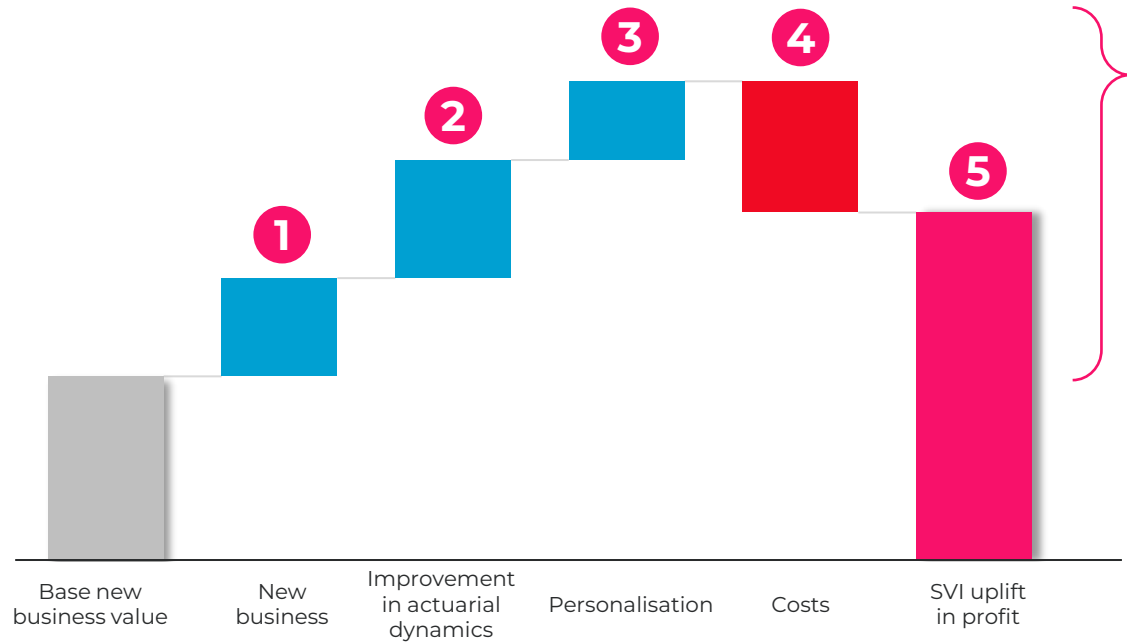 3
4
2
5
1
Base new
business value
New
business
Improvement
in actuarial
dynamics
Personalisation
Costs
SVI uplift
in profit